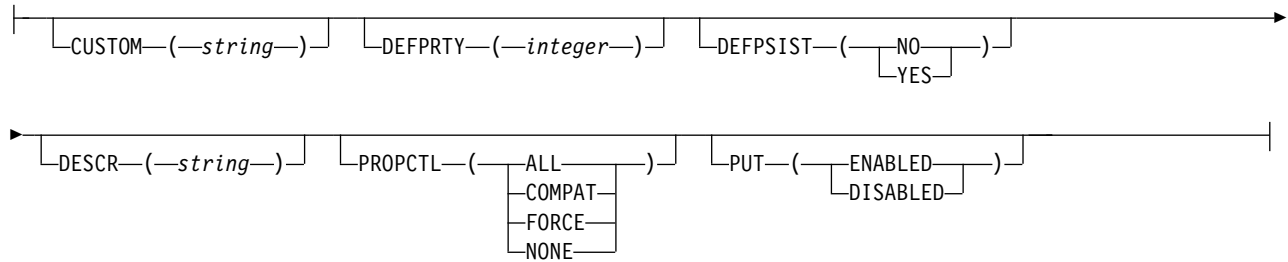 CUSTOM ( string ) DEFPRTY ( integer ) DEFPSIST ( NO )
YES
DESCR ( string ) PROPCTL ( ALL ) PUT ( ENABLED )
COMPAT DISABLED
FORCE
NONE